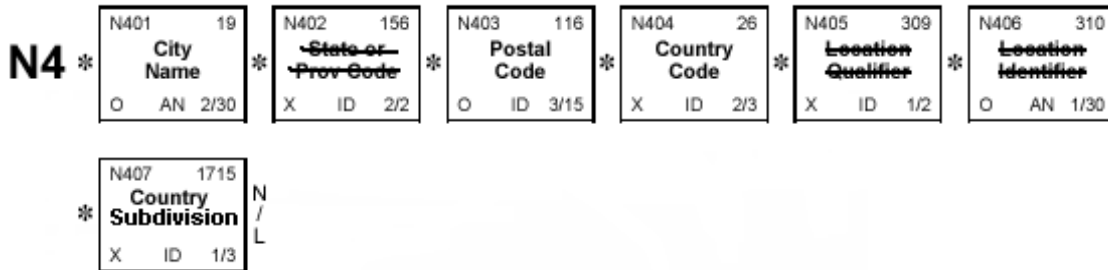 N401 19 N402 156 N403 116 N404 26 N405 309 N406 310
N4 * City Name * State or Prov Code * Postal Code * Country Code * Location Qualifier * Location Identifier
O AN 2/30 X ID 2/2 O ID 3/15 X ID 2/3 X ID 1/2 O AN 1/30
N407 1715
* Country Subdivision N/L
X ID 1/3